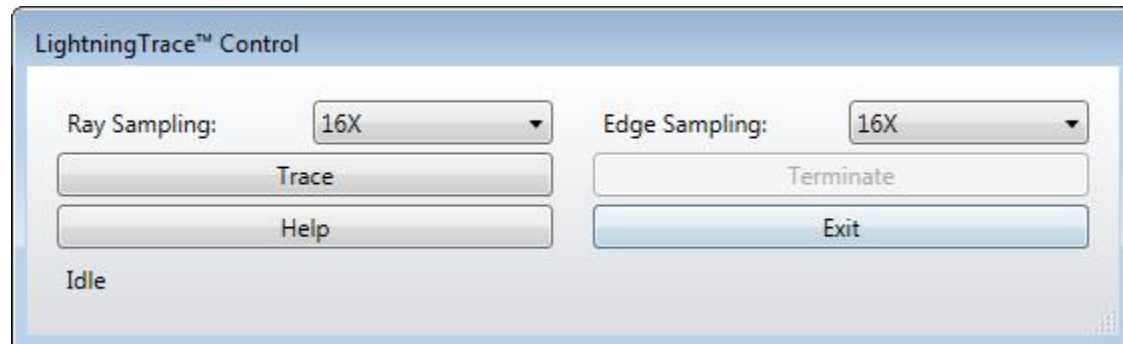 LightningTrace™ Control
Ray Sampling: 16X Edge Sampling: 16X
Trace Terminate
Help Exit
Idle